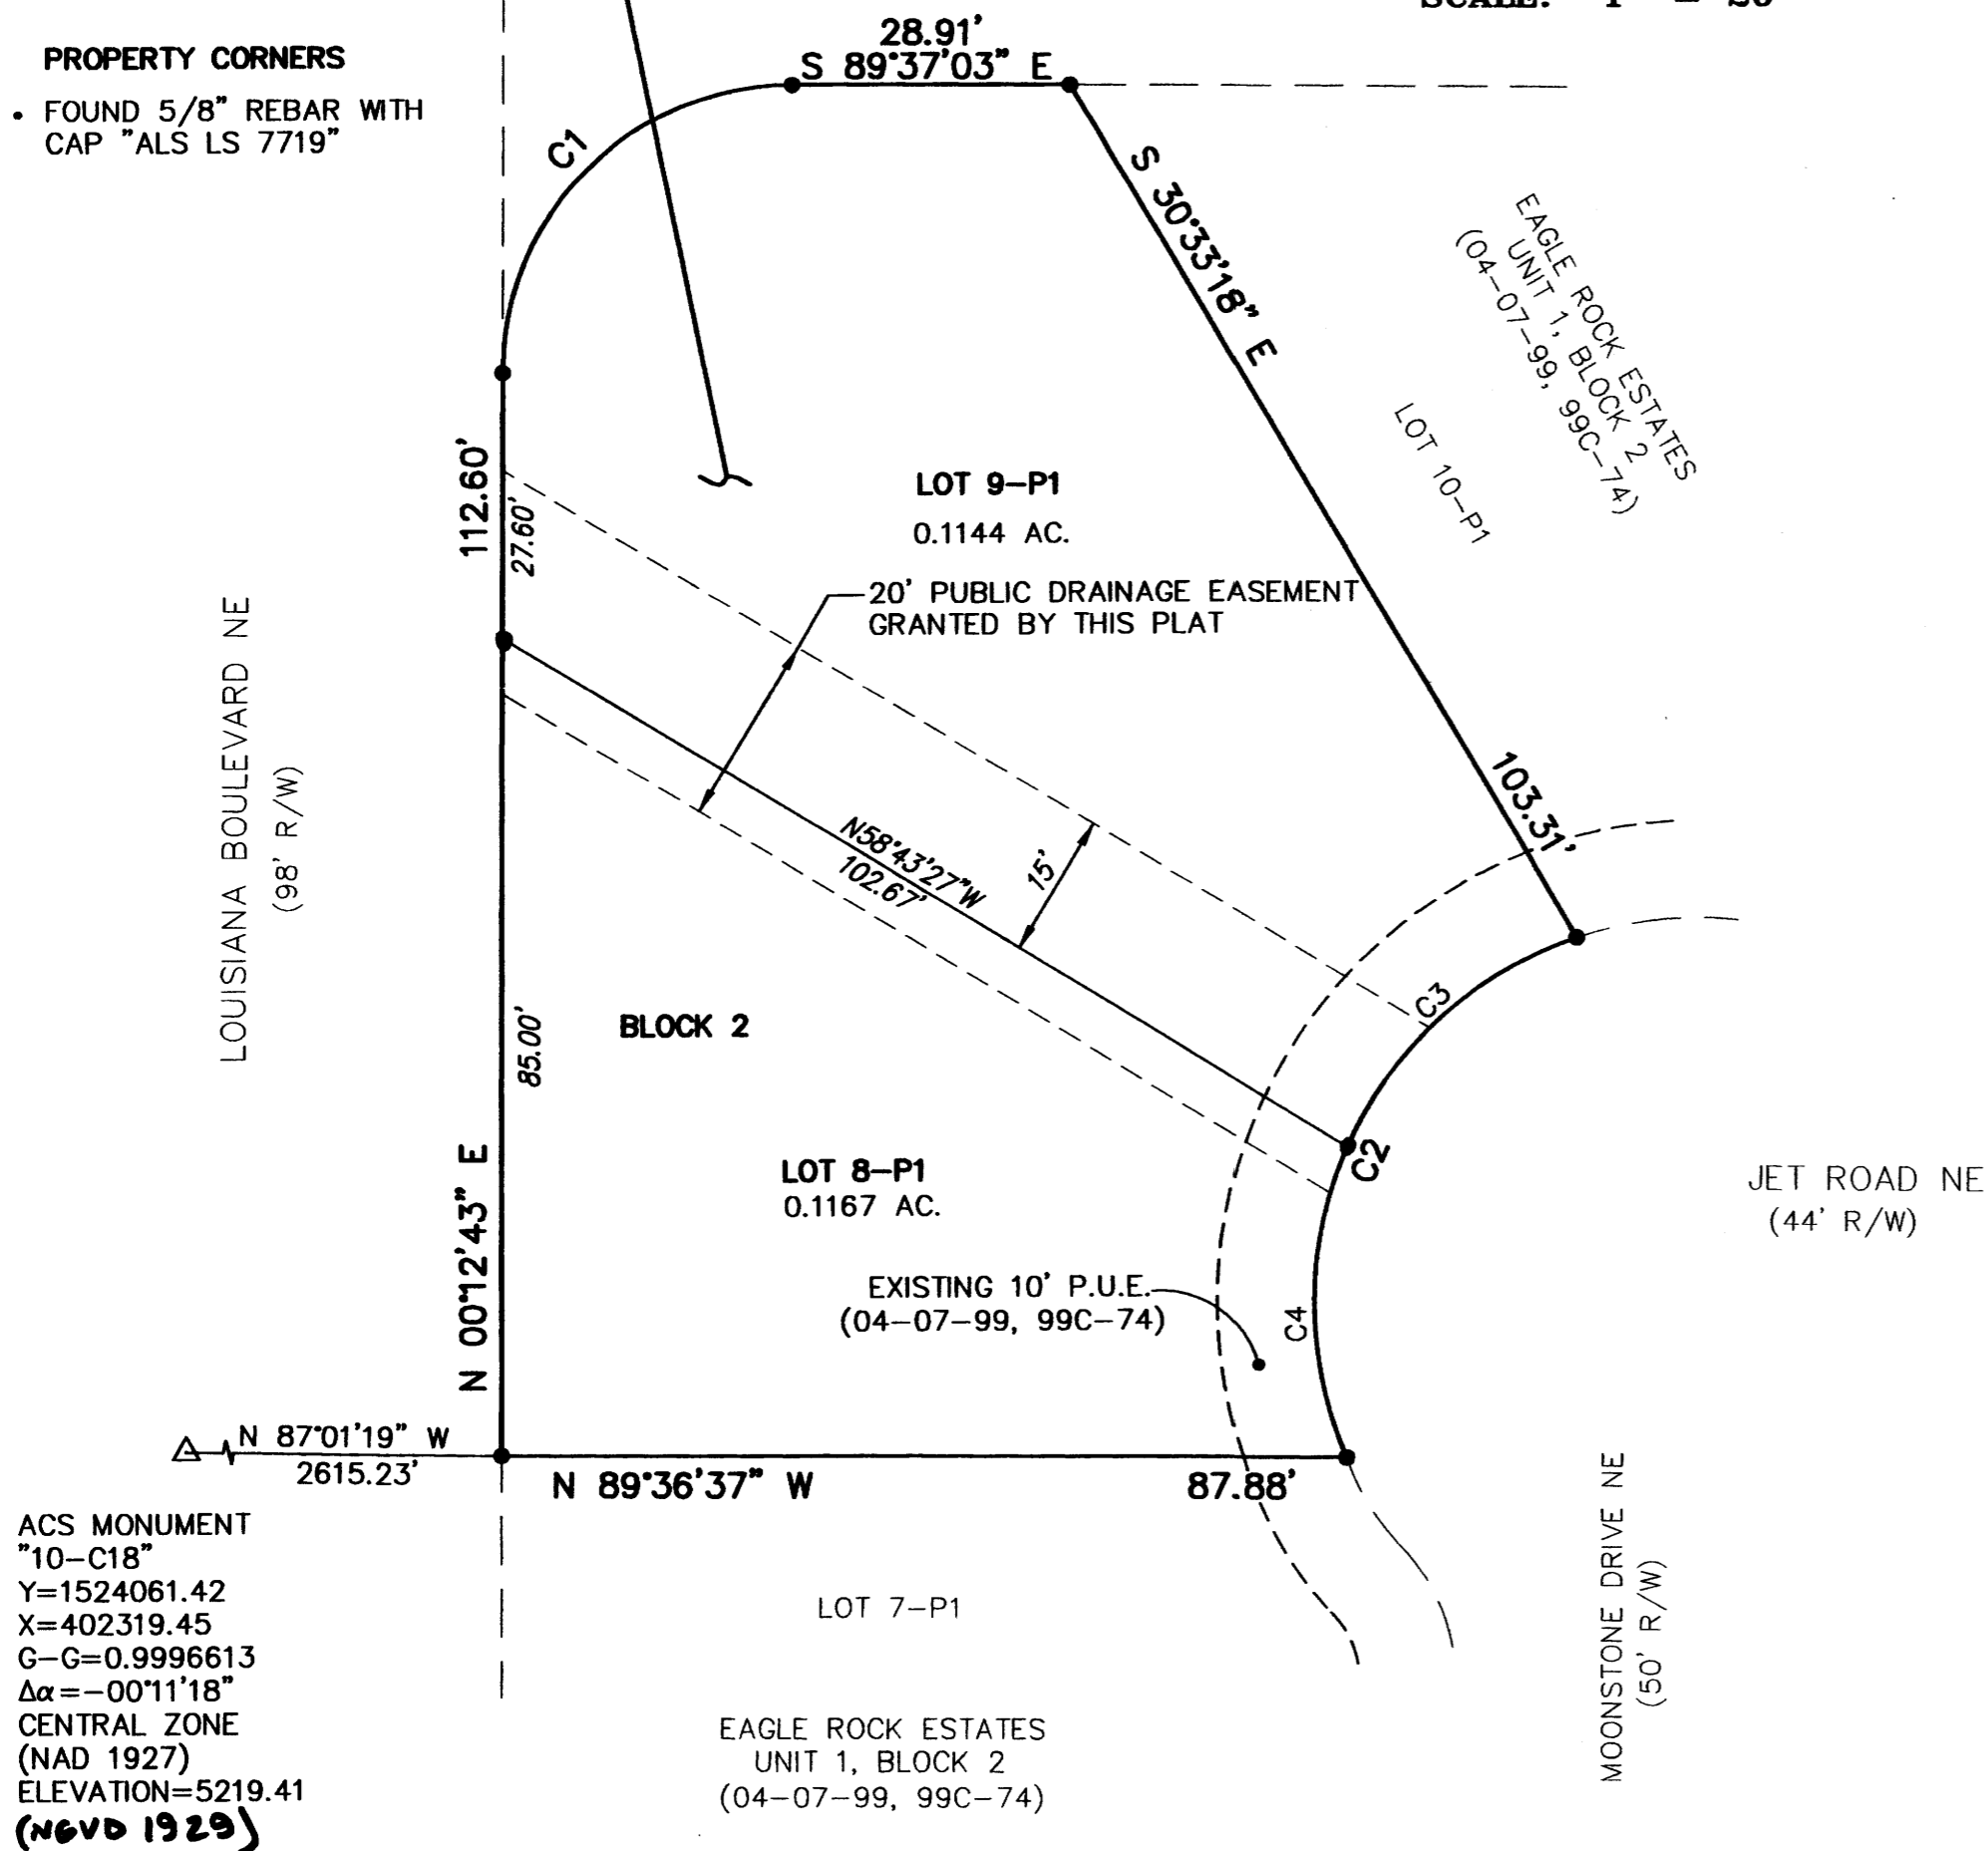 SCALE: 1" = 20'
PROPERTY CORNERS
• FOUND 5/8" REBAR WITH
CAP "ALS LS 7719"
28.91'
S 89°37'03" E
C1
S 30°33'18" E
103.31'
EAGLE ROCK ESTATES
UNIT 1, BLOCK 2
(04-07-99, 99C-74)
LOT 10-P1
112.60'
27.60'
LOT 9-P1
0.1144 AC.
20' PUBLIC DRAINAGE EASEMENT
GRANTED BY THIS PLAT
LOUISIANA BOULEVARD NE
(98' R/W)
N58°43'27"W
102.67'
15'
C3
85.00'
BLOCK 2
C2
LOT 8-P1
0.1167 AC.
JET ROAD NE
(44' R/W)
N 00°12'43" E
EXISTING 10' P.U.E.
(04-07-99, 99C-74)
C4
N 87°01'19" W
2615.23'
N 89°36'37" W
87.88'
ACS MONUMENT
"10-C18"
Y=1524061.42
X=402319.45
G-G=0.9996613
Δα=-00°11'18"
CENTRAL ZONE
(NAD 1927)
ELEVATION=5219.41
(NGVD 1929)
LOT 7-P1
EAGLE ROCK ESTATES
UNIT 1, BLOCK 2
(04-07-99, 99C-74)
MOONSTONE DRIVE NE
(50' R/W)